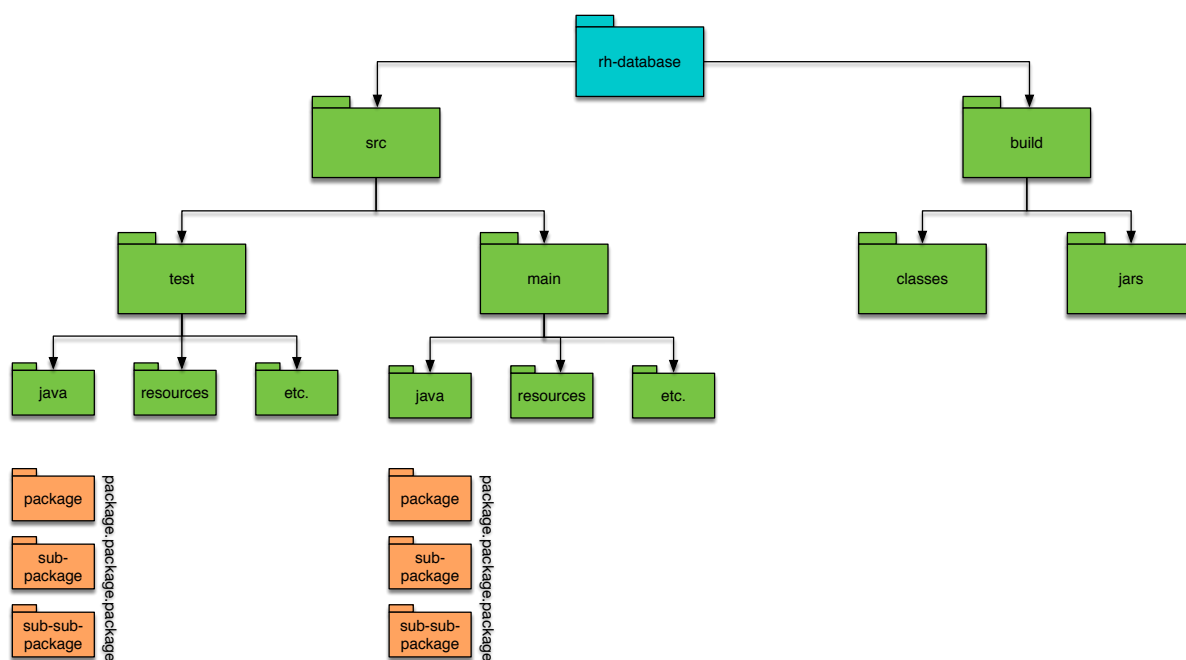 rh-database
src
build
test
main
classes
jars
java
resources
etc.
java
resources
etc.
package
package
sub-
package
sub-
package
sub-sub-
package
sub-sub-
package
package.package.package
package.package.package